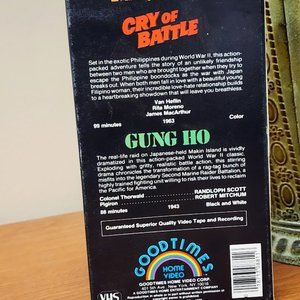 CRY OF
BATTLE
Set in the exotic Philippines during World War II, this action-
packed adventure tells the story of an unlikely friendship
between two men who are brought together when they try to
escape the Philippine boondocks as the war with Japan
breaks out. When both men fall in love with a beautiful young
Filipino woman, their incredible love-hate relationship builds
to a heartbreaking showdown that will leave you breathless.
Van Heflin
Rita Moreno
James MacArthur
99 minutes 1963 Color
GUNG HO
The real-life raid on Japanese-held Makin Island is vividly
dramatized in this action-packed World War II classic.
Exploding with gritty, realistic battle action, this stirring
drama chronicles the transformation of a ragged bunch of
misfits into the legendary Second Marine Raider Battalion, a
highly trained fighting unit willing to risk their lives to reclaim
the Pacific for America.
Colonel Thorwald RANDOLPH SCOTT
Pigiron ROBERT MITCHUM
88 minutes 1943 Black and White
Guaranteed Superior Quality Video Tape and Recording
GOODTIMES
HOME
VIDEO
GOODTIMES HOME VIDEO CORP.
A GOODTIMES HOME ENTERTAINMENT COMPANY
VHS